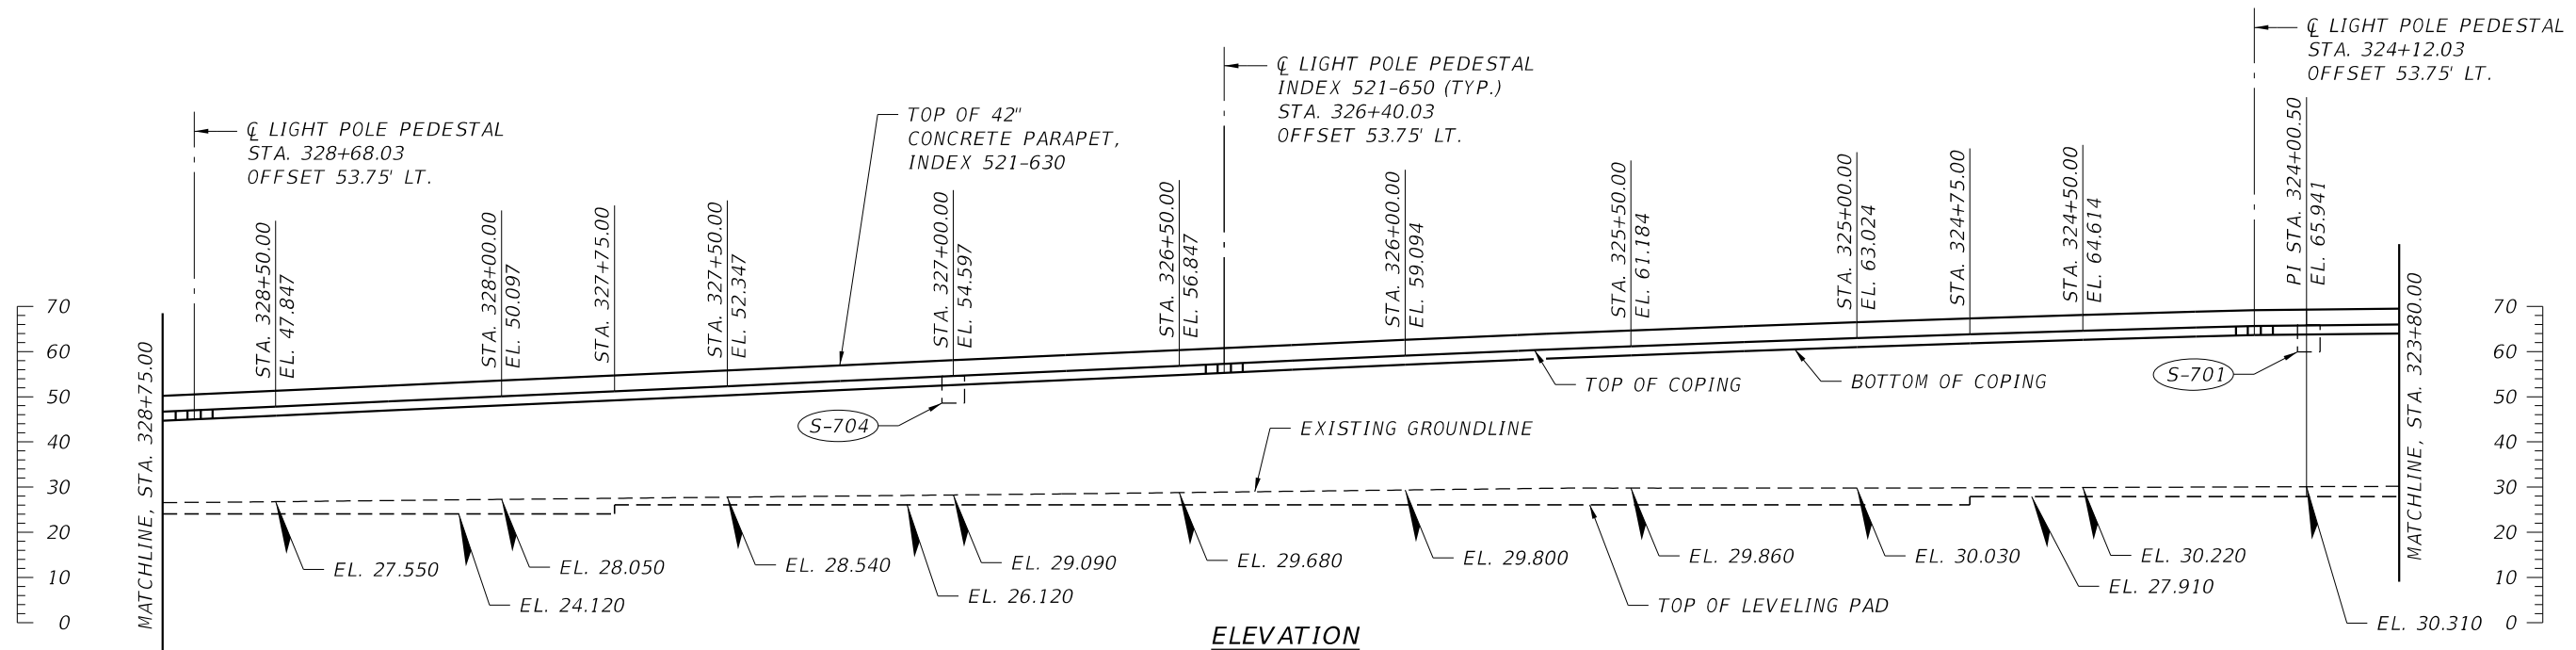 ℄ LIGHT POLE PEDESTAL
STA. 328+68.03
OFFSET 53.75' LT.
TOP OF 42"
CONCRETE PARAPET,
INDEX 521-630
℄ LIGHT POLE PEDESTAL
INDEX 521-650 (TYP.)
STA. 326+40.03
OFFSET 53.75' LT.
℄ LIGHT POLE PEDESTAL
STA. 324+12.03
OFFSET 53.75' LT.
MATCHLINE, STA. 328+75.00
STA. 328+50.00
EL. 47.847
STA. 328+00.00
EL. 50.097
STA. 327+75.00
STA. 327+50.00
EL. 52.347
STA. 327+00.00
EL. 54.597
STA. 326+50.00
EL. 56.847
STA. 326+00.00
EL. 59.094
STA. 325+50.00
EL. 61.184
STA. 325+00.00
EL. 63.024
STA. 324+75.00
STA. 324+50.00
EL. 64.614
PI STA. 324+00.50
EL. 65.941
MATCHLINE, STA. 323+80.00
70
60
50
40
30
20
10
0
70
60
50
40
30
20
10
0
S-704
S-701
TOP OF COPING
BOTTOM OF COPING
EXISTING GROUNDLINE
EL. 27.550
EL. 24.120
EL. 28.050
EL. 28.540
EL. 26.120
EL. 29.090
EL. 29.680
EL. 29.800
TOP OF LEVELING PAD
EL. 29.860
EL. 30.030
EL. 27.910
EL. 30.220
EL. 30.310
ELEVATION